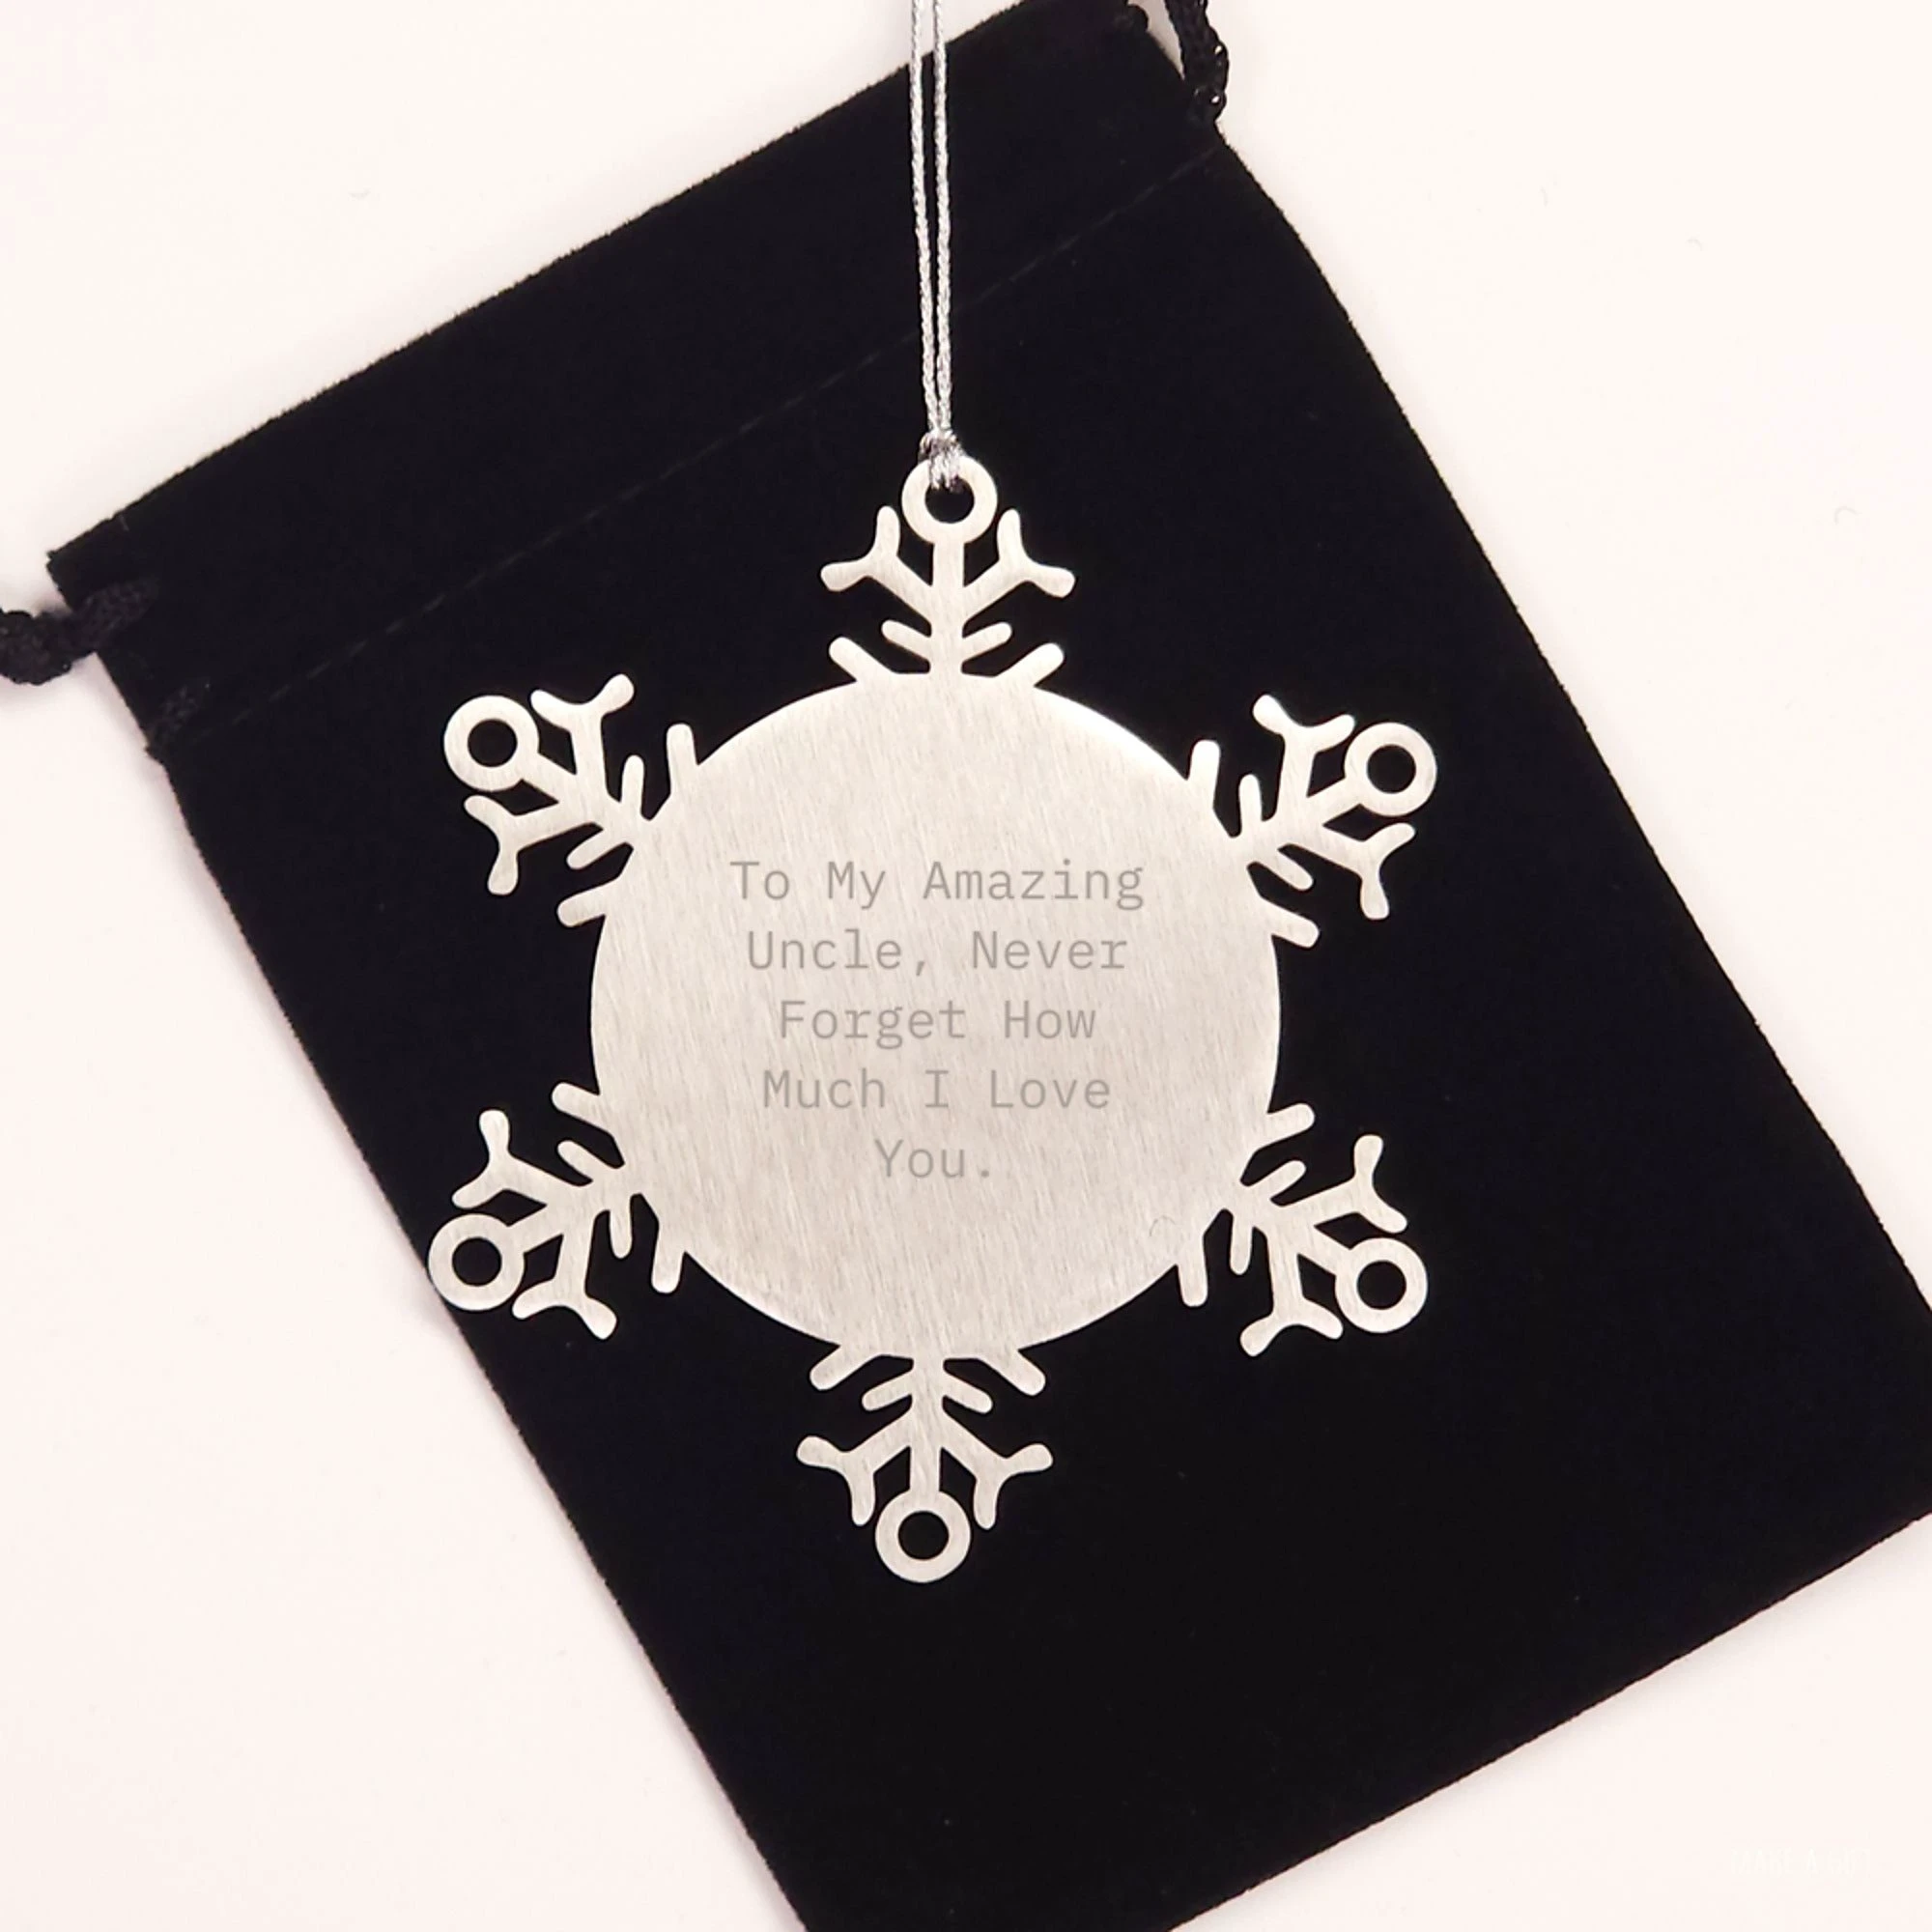 To My Amazing
Uncle, Never
Forget How
Much I Love
You.